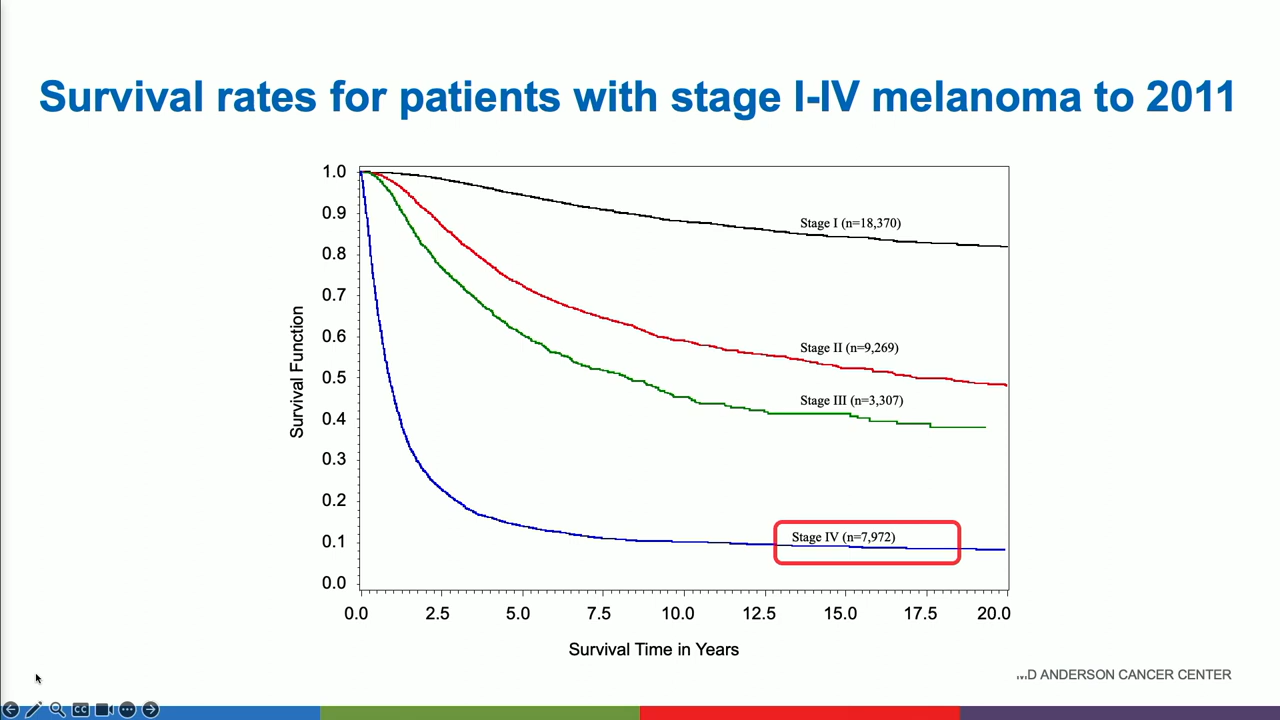 Survival rates for patients with stage I-IV melanoma to 2011
1.0
0.9
0.8
0.7
0.6
0.5
0.4
0.3
0.2
0.1
0.0
Survival Function
Stage I (n=18,370)
Stage II (n=9,269)
Stage III (n=3,307)
Stage IV (n=7,972)
0.0 2.5 5.0 7.5 10.0 12.5 15.0 17.5 20.0
Survival Time in Years
MD ANDERSON CANCER CENTER
CC